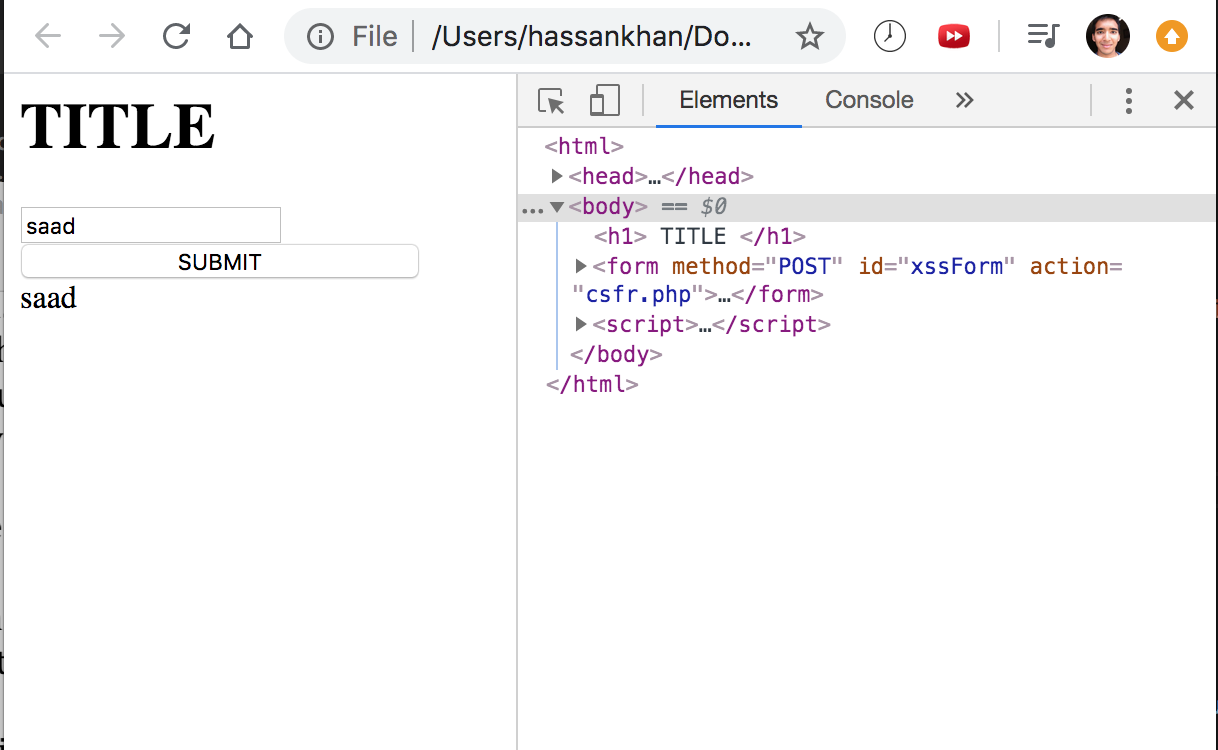 File | /Users/hassankhan/Do...
TITLE
saad
SUBMIT
saad
Elements Console »
<html>
▶<head>…</head>
...▼<body> == $0
<h1> TITLE </h1>
▶<form method="POST" id="xssForm" action=
"csfr.php">…</form>
▶<script>…</script>
</body>
</html>